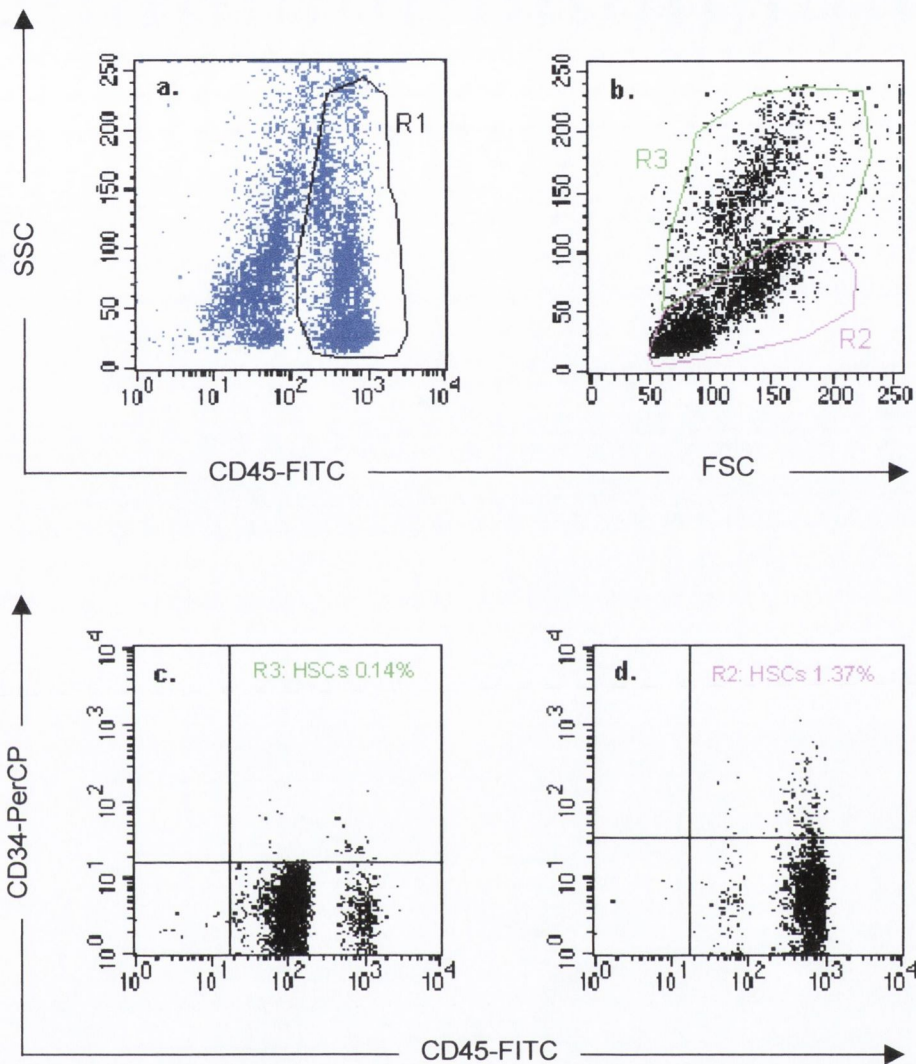 SSC
a.
R1
250
200
150
100
50
0
10^0 10^2 10^3 10^4
CD45-FITC
b.
R3
R2
250
200
150
100
50
0
0 50 100 150 200 250
FSC
CD34-PerCP
c.
R3: HSCs 0.14%
10^4
10^3
10^2
10^1
10^0
10^0 10^1 10^2 10^3 10^4
d.
R2: HSCs 1.37%
10^4
10^3
10^2
10^1
10^0
10^0 10^1 10^2 10^3 10^4
CD45-FITC